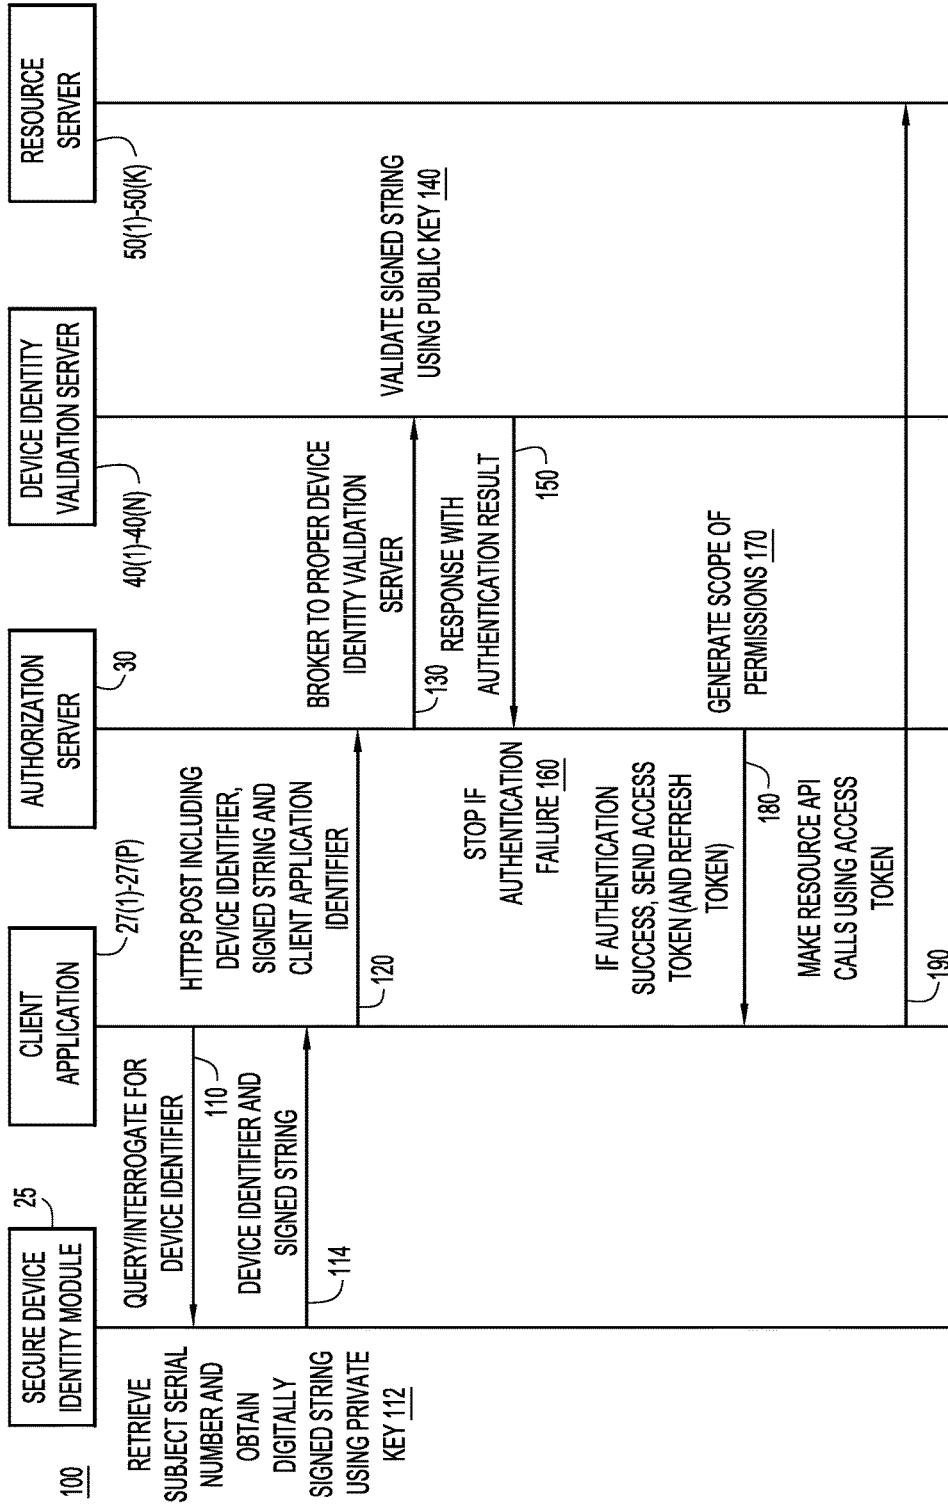 100
SECURE DEVICE
IDENTITY MODULE
25
CLIENT
APPLICATION
27(1)-27(P)
AUTHORIZATION
SERVER
30
DEVICE IDENTITY
VALIDATION SERVER
40(1)-40(N)
RESOURCE
SERVER
50(1)-50(K)
QUERY/INTERROGATE FOR
DEVICE IDENTIFIER
110
RETRIEVE
SUBJECT SERIAL
NUMBER AND
OBTAIN
DIGITALLY
SIGNED STRING
USING PRIVATE
KEY 112
DEVICE IDENTIFIER AND
SIGNED STRING
114
HTTPS POST INCLUDING
DEVICE IDENTIFIER,
SIGNED STRING AND
CLIENT APPLICATION
IDENTIFIER
120
BROKER TO PROPER DEVICE
IDENTITY VALIDATION
SERVER
130
VALIDATE SIGNED STRING
USING PUBLIC KEY 140
RESPONSE WITH
AUTHENTICATION RESULT
150
STOP IF
AUTHENTICATION
FAILURE 160
GENERATE SCOPE OF
PERMISSIONS 170
IF AUTHENTICATION
SUCCESS, SEND ACCESS
TOKEN (AND REFRESH
TOKEN)
180
MAKE RESOURCE API
CALLS USING ACCESS
TOKEN
190